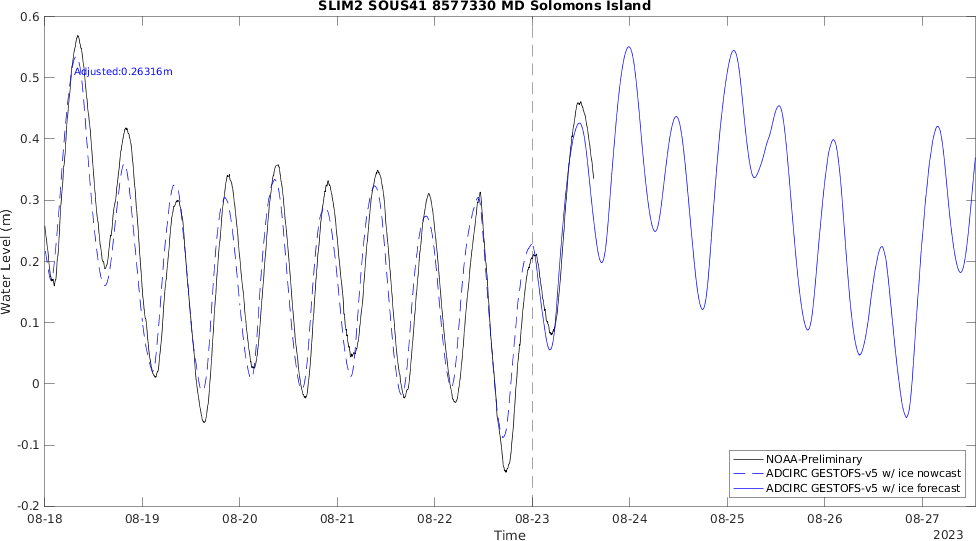 SLIM2 SOUS41 8577330 MD Solomons Island
0.6
0.5
0.4
0.3
0.2
0.1
0
-0.1
-0.2
Water Level (m)
Adjusted:0.26316m
NOAA-Preliminary
ADCIRC GESTOFS-v5 w/ ice nowcast
ADCIRC GESTOFS-v5 w/ ice forecast
08-18 08-19 08-20 08-21 08-22 08-23 08-24 08-25 08-26 08-27
Time
2023